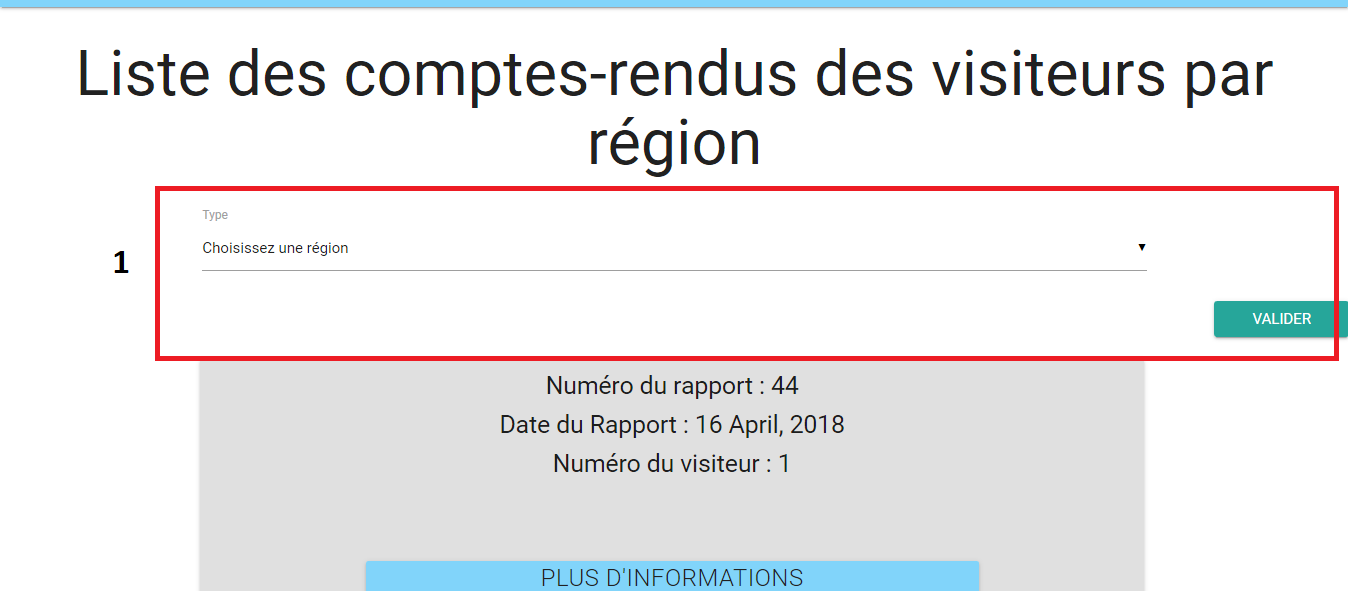 Liste des comptes-rendus des visiteurs par
région
Type
Choisissez une région
1
VALIDER
Numéro du rapport : 44
Date du Rapport : 16 April, 2018
Numéro du visiteur : 1
PLUS D'INFORMATIONS